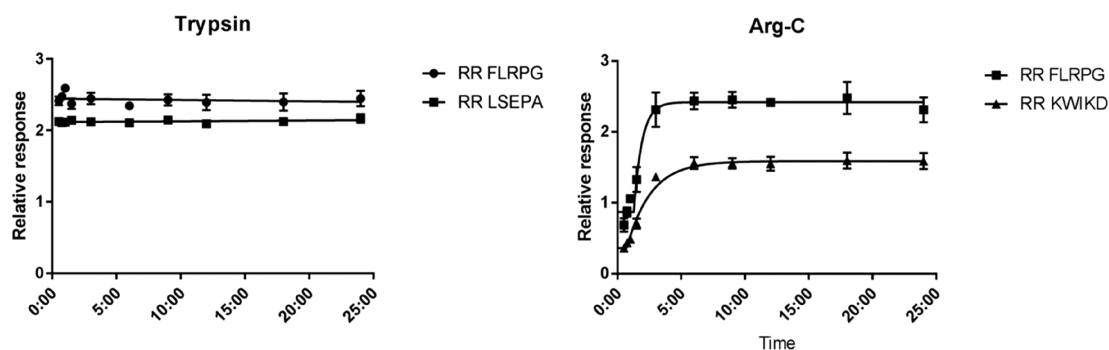 Trypsin
3
2
1
0
Relative response
0:00
5:00
10:00
15:00
20:00
25:00
RR FLRPG
RR LSEPA
Arg-C
3
2
1
0
Relative response
0:00
5:00
10:00
15:00
20:00
25:00
Time
RR FLRPG
RR KWIKD